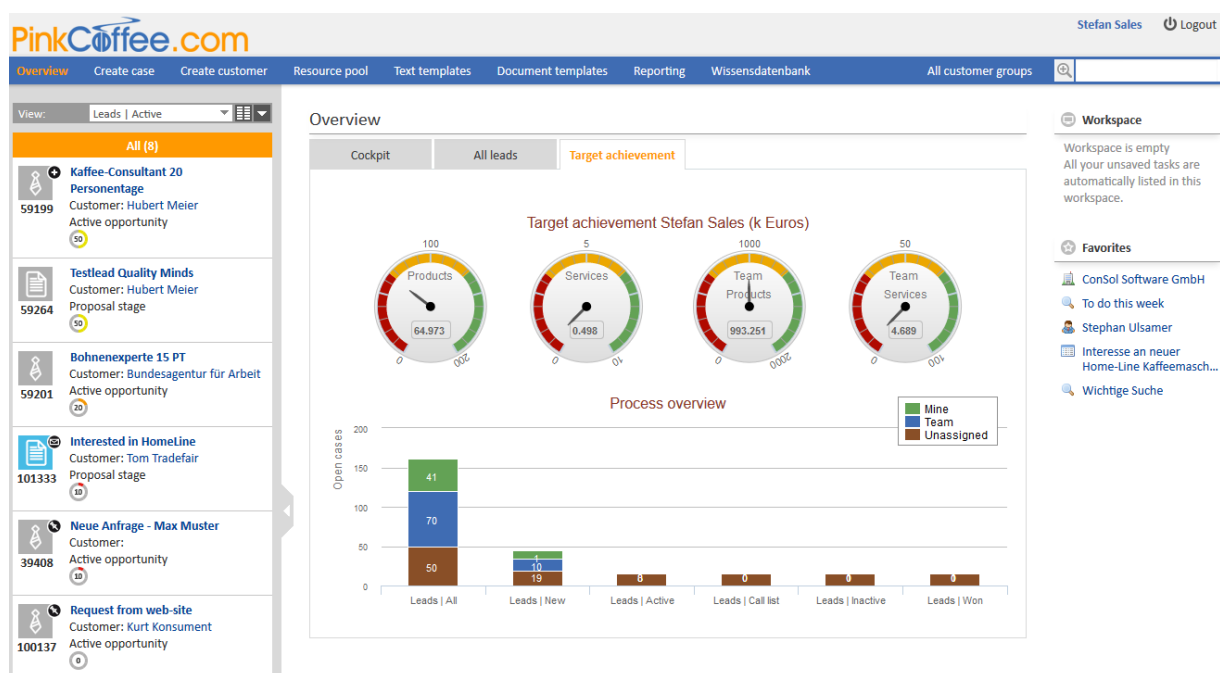 PinkCoffee.com
Stefan Sales
Logout
Overview
Create case
Create customer
Resource pool
Text templates
Document templates
Reporting
Wissensdatenbank
All customer groups
View:
Leads | Active
All (8)
Kaffee-Consultant 20
Personentage
59199
Customer: Hubert Meier
Active opportunity
50
Testlead Quality Minds
Customer: Hubert Meier
59264
Proposal stage
50
Bohnenexperte 15 PT
Customer: Bundesagentur für Arbeit
59201
Active opportunity
20
Interested in HomeLine
Customer: Tom Tradefair
101333
Proposal stage
10
Neue Anfrage - Max Muster
Customer:
39408
Active opportunity
10
Request from web-site
Customer: Kurt Konsument
100137
Active opportunity
0
Overview
Cockpit
All leads
Target achievement
Target achievement Stefan Sales (k Euros)
100
Products
64.973
0
200
5
Services
0.498
0
10
1000
Team
Products
993.251
0
2000
50
Team
Services
4.689
0
100
Process overview
Mine
Team
Unassigned
Open cases
200
150
100
50
0
41
70
50
1
10
19
8
0
0
0
Leads | All
Leads | New
Leads | Active
Leads | Call list
Leads | Inactive
Leads | Won
Workspace
Workspace is empty
All your unsaved tasks are
automatically listed in this
workspace.
Favorites
ConSol Software GmbH
To do this week
Stephan Ulsamer
Interesse an neuer
Home-Line Kaffeemasch...
Wichtige Suche